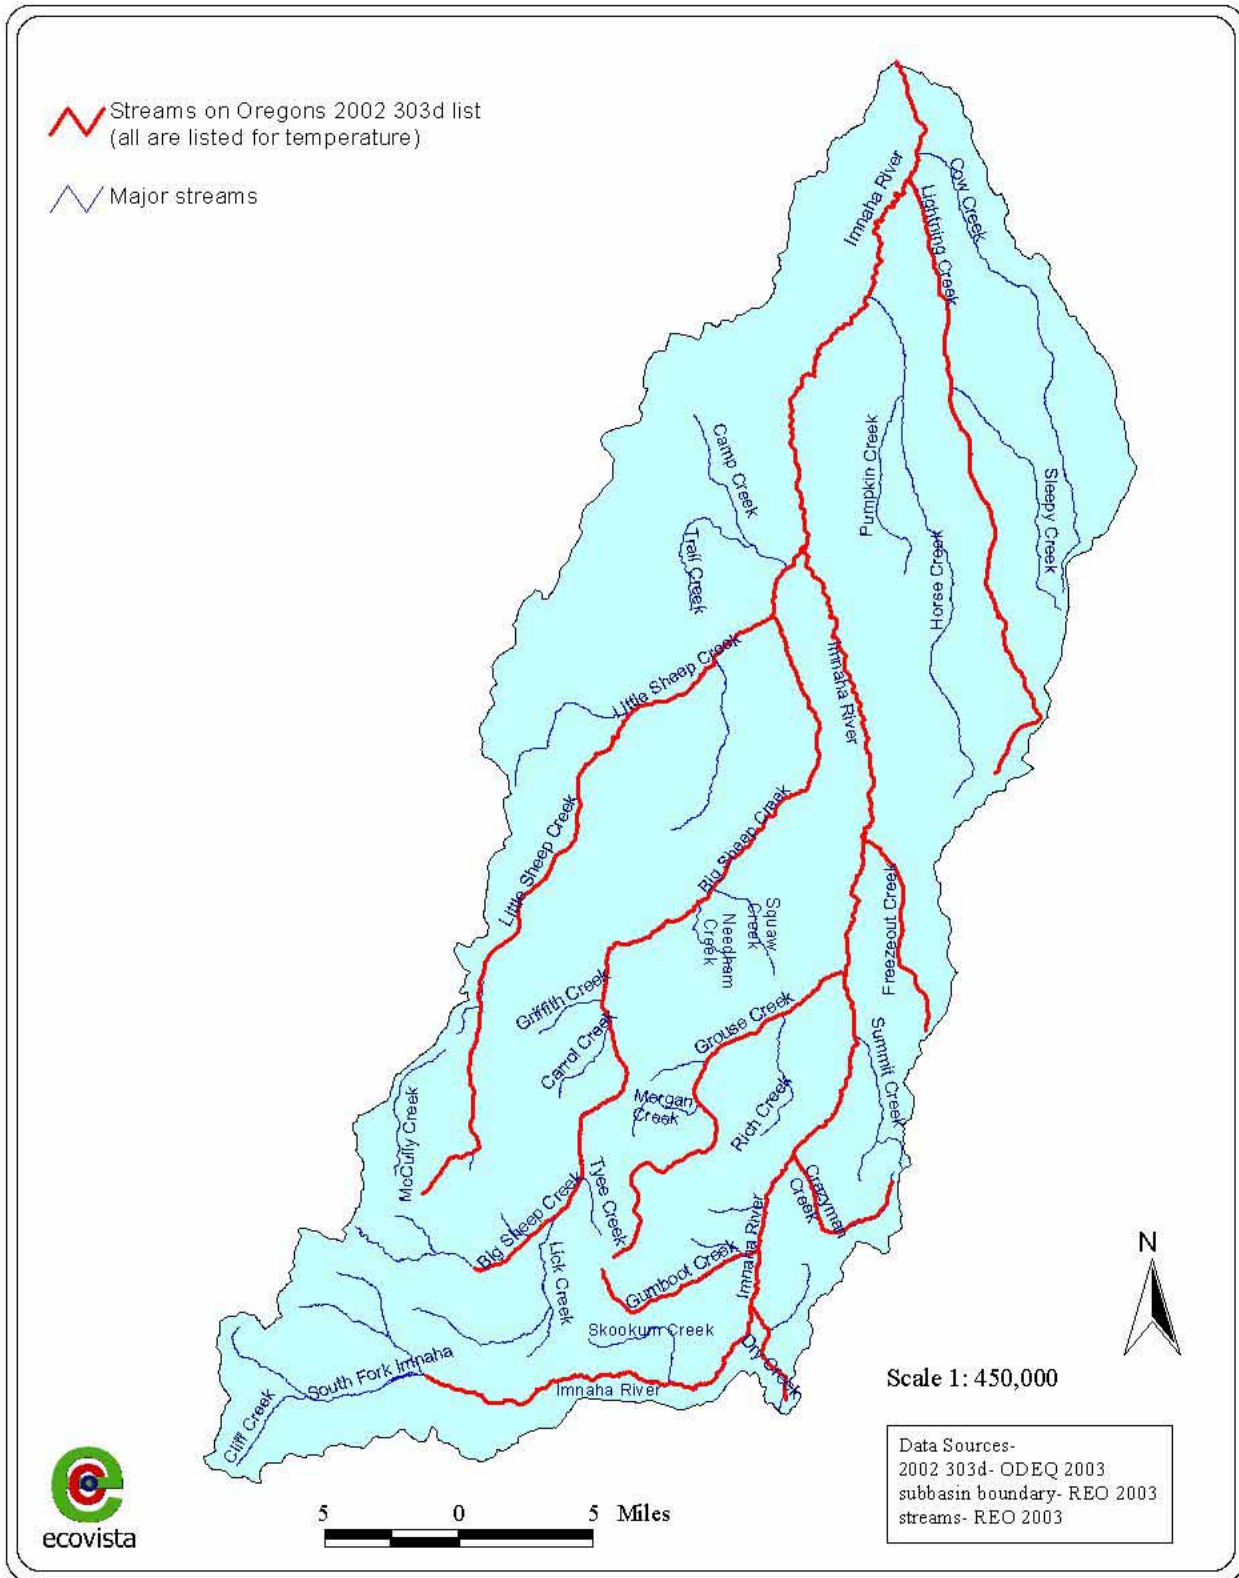 Streams on Oregons 2002 303d list
(all are listed for temperature)
Major streams
Imnaha River
Cow Creek
Lightning Creek
Camp Creek
Pumpkin Creek
Sleepy Creek
Trail Creek
Horse Creek
Little Sheep Creek
Imnaha River
Little Sheep Creek
Big Sheep Creek
Squaw
Creek
Needham
Creek
Freezeout Creek
Griffith Creek
Grouse Creek
Carrol Creek
Summit Creek
Morgan
Creek
Rich Creek
McCully Creek
Tyee Creek
Crazyman
Creek
Big Sheep Creek
Lick Creek
Imnaha River
Gumboot Creek
Skookum Creek
Dry Creek
South Fork Imnaha
Imnaha River
Cliff Creek
N
Scale 1: 450,000
Data Sources-
2002 303d- ODEQ 2003
subbasin boundary- REO 2003
streams- REO 2003
5 0 5 Miles
ecovista